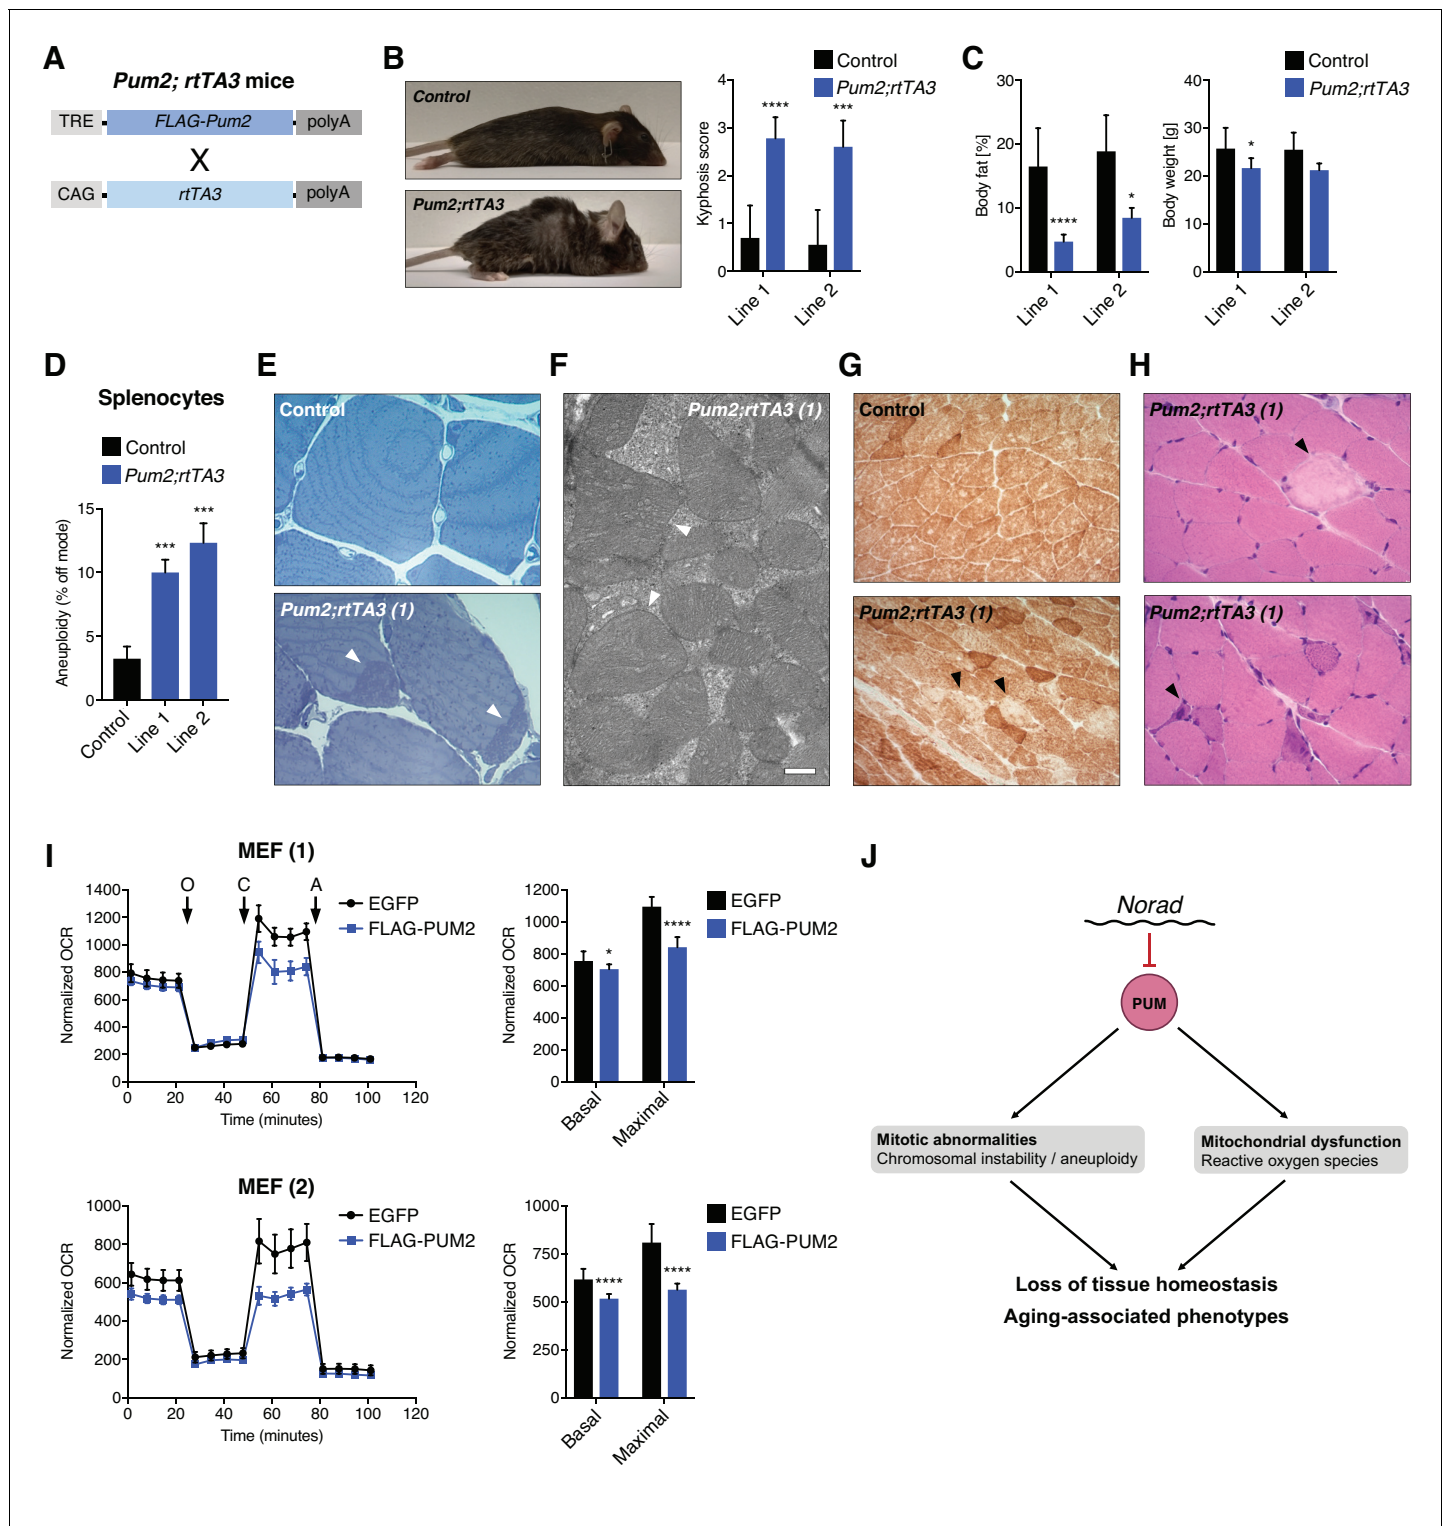 A
Pum2; rtTA3 mice
TRE FLAG-Pum2 polyA
X
CAG rtTA3 polyA
B
Control
Pum2;rtTA3
Control
Pum2;rtTA3
Kyphosis score
4
3
2
1
0
**** ***
Line 1 Line 2
C
Control
Pum2;rtTA3
Body fat [%]
30
20
10
0
**** *
Line 1 Line 2
Body weight [g]
40
30
20
10
0
*
Line 1 Line 2
D
Splenocytes
Control
Pum2;rtTA3
Aneuploidy (% off mode)
15
10
5
0
*** ***
Control Line 1 Line 2
E
Control
Pum2;rtTA3 (1)
F
Pum2;rtTA3 (1)
G
Control
Pum2;rtTA3 (1)
H
Pum2;rtTA3 (1)
Pum2;rtTA3 (1)
I
MEF (1)
O C A
EGFP
FLAG-PUM2
Normalized OCR
1400
1200
1000
800
600
400
200
0
0 20 40 60 80 100 120
Time (minutes)
EGFP
FLAG-PUM2
Normalized OCR
1200
1000
800
600
400
200
0
* ****
Basal Maximal
MEF (2)
EGFP
FLAG-PUM2
Normalized OCR
1000
800
600
400
200
0
0 20 40 60 80 100 120
Time (minutes)
EGFP
FLAG-PUM2
Normalized OCR
1000
750
500
250
0
**** ****
Basal Maximal
J
Norad
PUM
Mitotic abnormalities
Chromosomal instability / aneuploidy
Mitochondrial dysfunction
Reactive oxygen species
Loss of tissue homeostasis
Aging-associated phenotypes